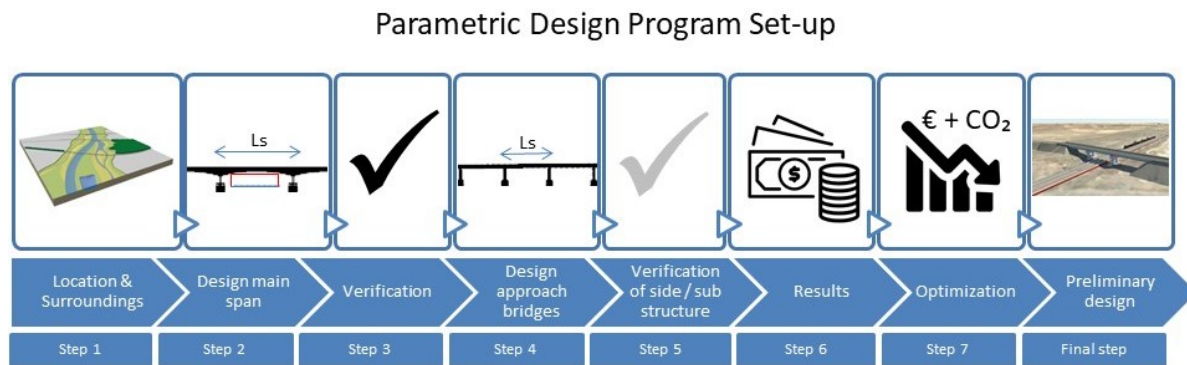 Parametric Design Program Set-up
Ls
Ls
$
€ + CO₂
Location &
Surroundings
Design main
span
Verification
Design
approach
bridges
Verification
of side / sub
structure
Results
Optimization
Preliminary
design
Step 1
Step 2
Step 3
Step 4
Step 5
Step 6
Step 7
Final step